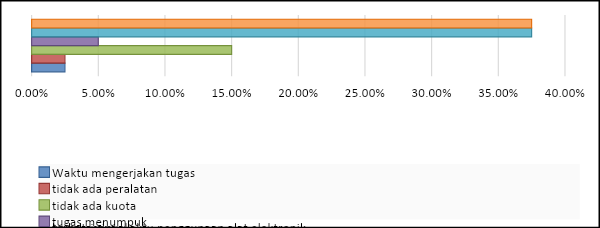 0.00% 5.00% 10.00% 15.00% 20.00% 25.00% 30.00% 35.00% 40.00%
Waktu mengerjakan tugas
tidak ada peralatan
tidak ada kuota
tugas menumpuk